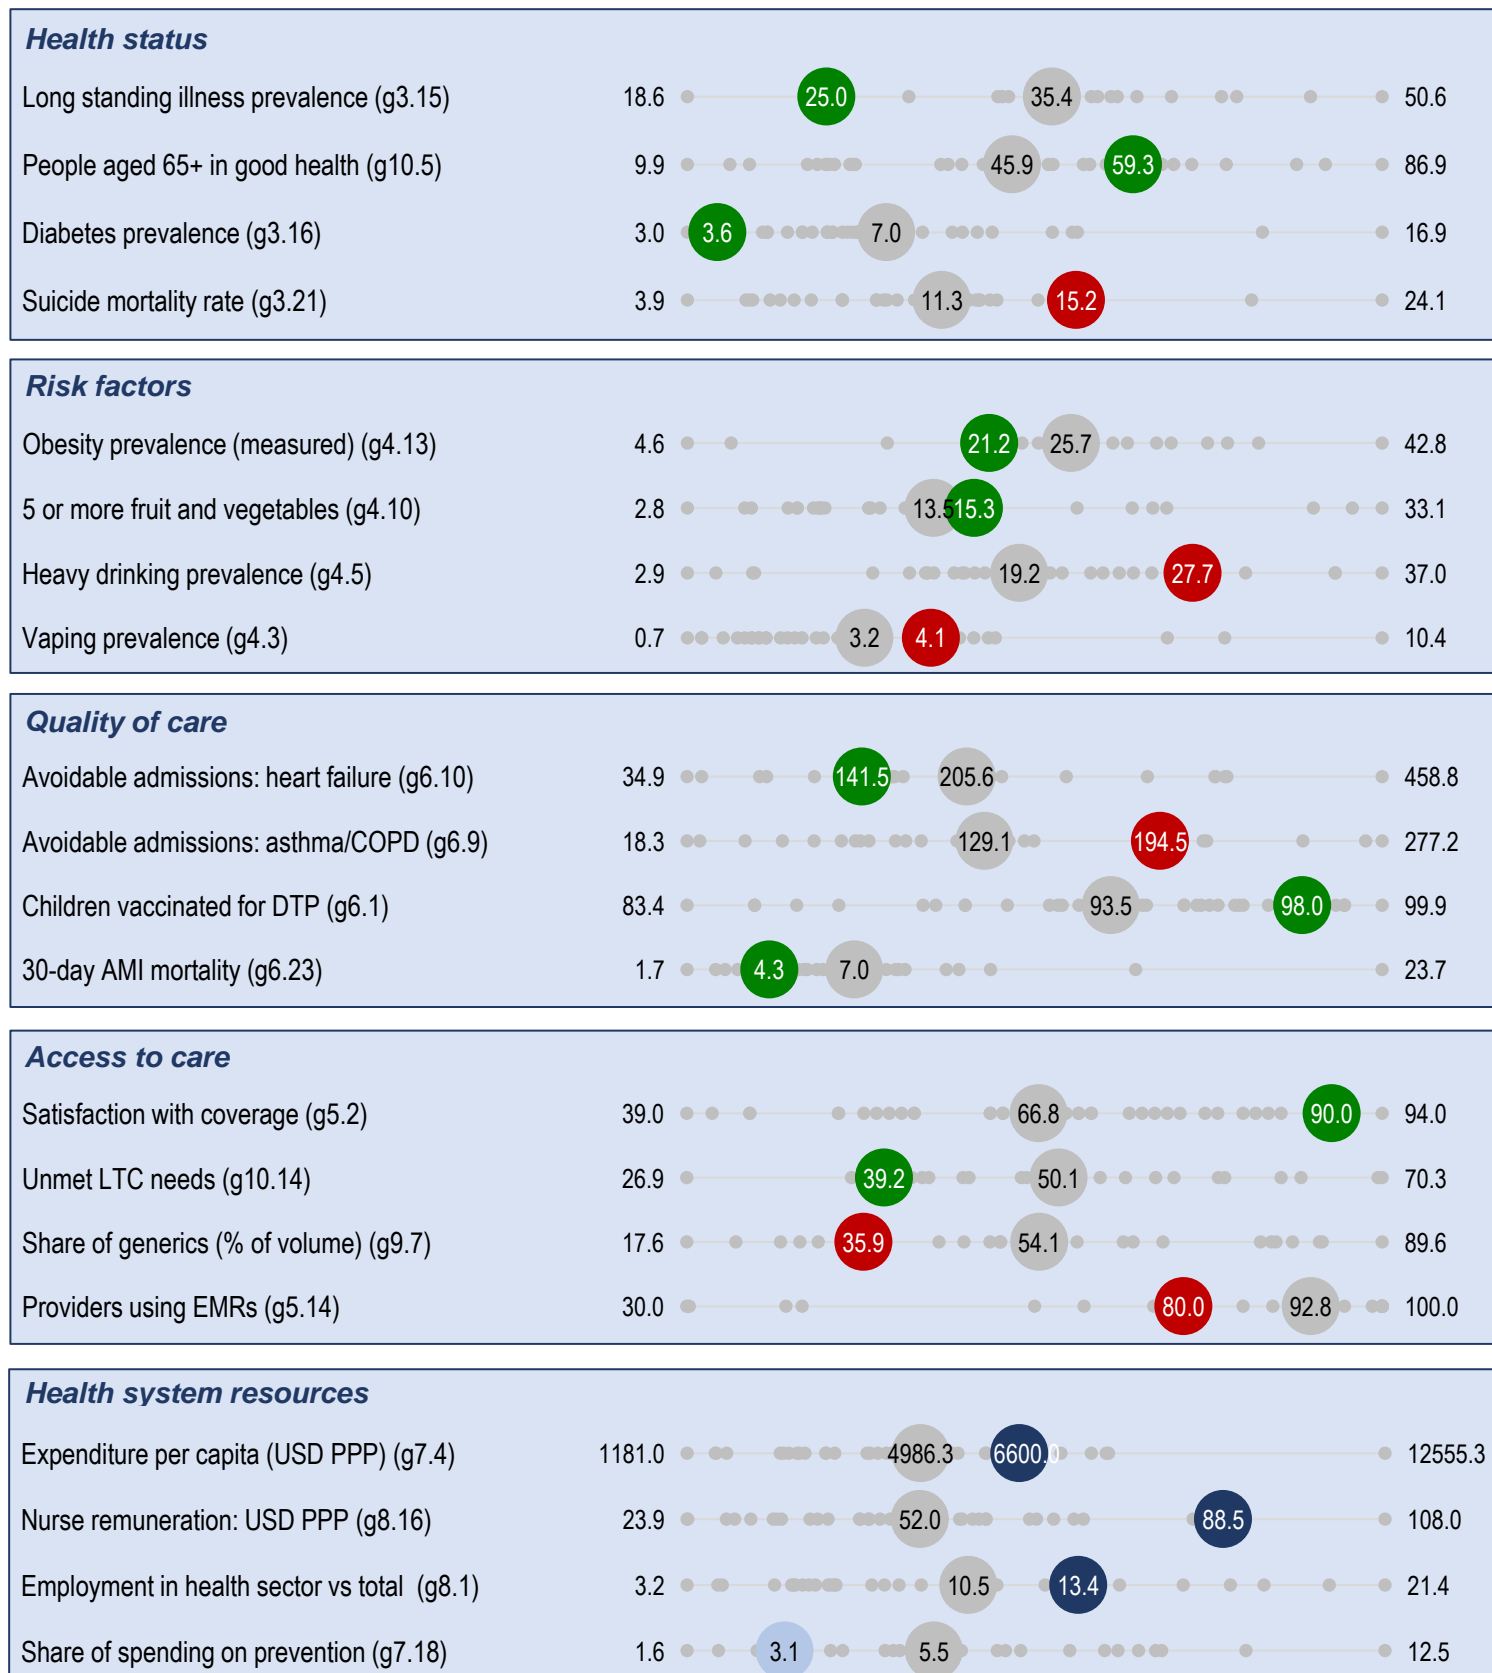 Health status
Long standing illness prevalence (g3.15) 18.6 25.0 35.4 50.6
People aged 65+ in good health (g10.5) 9.9 45.9 59.3 86.9
Diabetes prevalence (g3.16) 3.0 3.6 7.0 16.9
Suicide mortality rate (g3.21) 3.9 11.3 15.2 24.1
Risk factors
Obesity prevalence (measured) (g4.13) 4.6 21.2 25.7 42.8
5 or more fruit and vegetables (g4.10) 2.8 13.5 15.3 33.1
Heavy drinking prevalence (g4.5) 2.9 19.2 27.7 37.0
Vaping prevalence (g4.3) 0.7 3.2 4.1 10.4
Quality of care
Avoidable admissions: heart failure (g6.10) 34.9 141.5 205.6 458.8
Avoidable admissions: asthma/COPD (g6.9) 18.3 129.1 194.5 277.2
Children vaccinated for DTP (g6.1) 83.4 93.5 98.0 99.9
30-day AMI mortality (g6.23) 1.7 4.3 7.0 23.7
Access to care
Satisfaction with coverage (g5.2) 39.0 66.8 90.0 94.0
Unmet LTC needs (g10.14) 26.9 39.2 50.1 70.3
Share of generics (% of volume) (g9.7) 17.6 35.9 54.1 89.6
Providers using EMRs (g5.14) 30.0 80.0 92.8 100.0
Health system resources
Expenditure per capita (USD PPP) (g7.4) 1181.0 4986.3 6600.0 12555.3
Nurse remuneration: USD PPP (g8.16) 23.9 52.0 88.5 108.0
Employment in health sector vs total (g8.1) 3.2 10.5 13.4 21.4
Share of spending on prevention (g7.18) 1.6 3.1 5.5 12.5